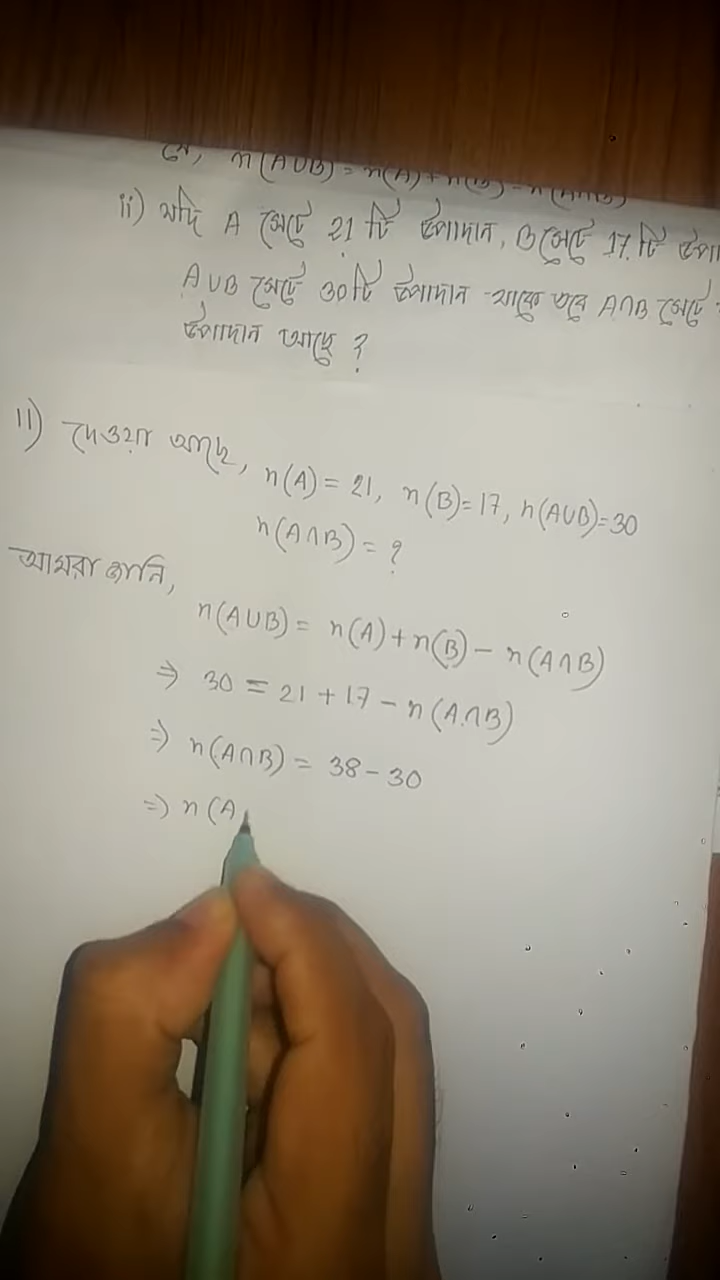 যে, n(A∪B) = n(A) + n(B) - n(A∩B)
ii) যদি A সেটে 21 টি উপাদান, B সেটে 17 টি
A∪B সেটে 30টি উপাদান থাকে তবে A∩B সেটে
উপাদান আছে ?
ii) দেওয়া আছে, n(A) = 21, n(B)=17, n(A∪B)=30
n(A∩B) = ?
আমরা জানি,
n(A∪B) = n(A)+n(B) - n(A∩B)
⇒ 30 = 21 + 17 - n(A∩B)
⇒ n(A∩B) = 38 - 30
⇒ n(A